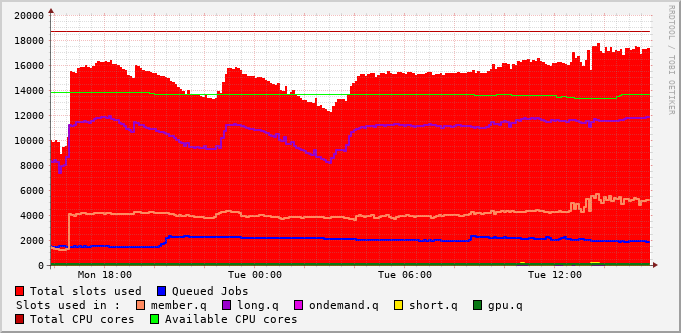 20000
18000
16000
14000
12000
10000
8000
6000
4000
2000
0
Mon 18:00 Tue 00:00 Tue 06:00 Tue 12:00
RRDTOOL / TOBI OETIKER
Total slots used Queued Jobs
Slots used in : member.q long.q ondemand.q short.q gpu.q
Total CPU cores Available CPU cores